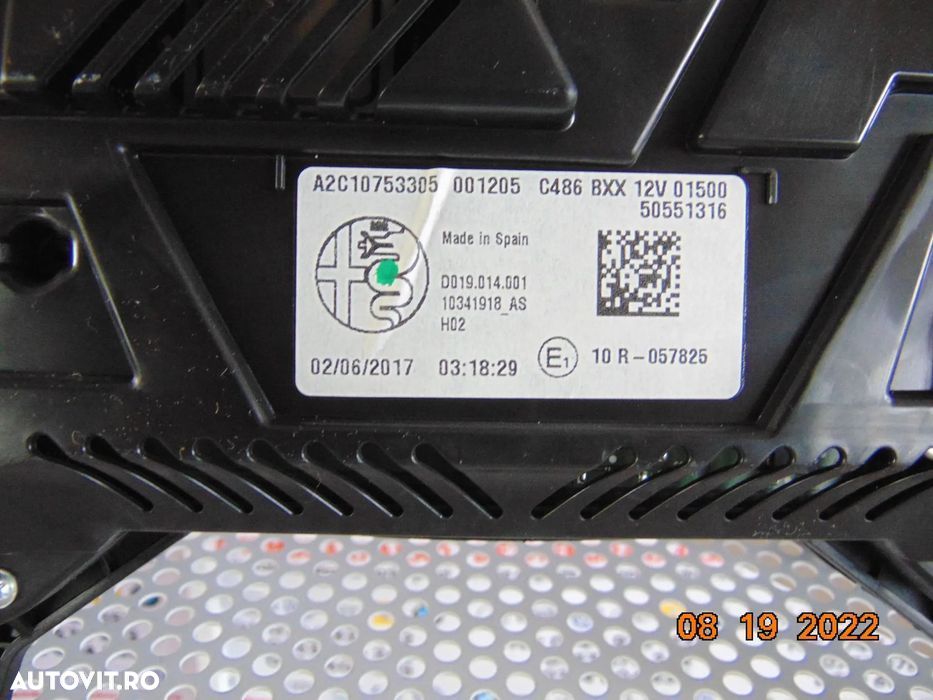 A2C10753305 001205 C486 BXX 12V 01500
50551316
Made in Spain
D019.014.001
10341918_AS
H02
02/06/2017 03:18:29 E1 10 R-057825
08 19 2022
AUTOVIT.RO